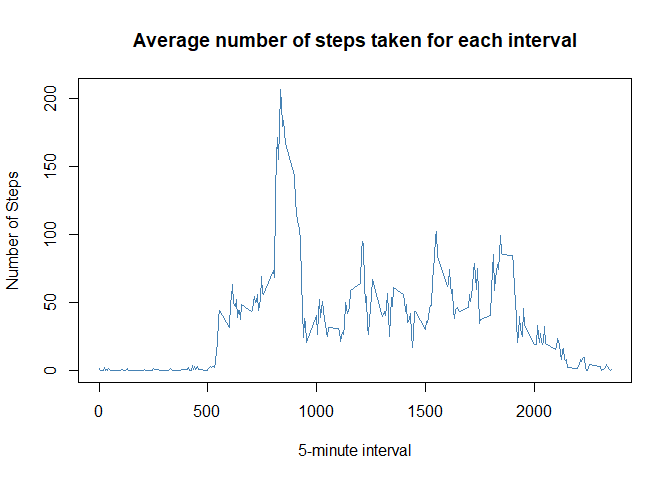 Average number of steps taken for each interval
Number of Steps
200
150
100
50
0
0 500 1000 1500 2000
5-minute interval